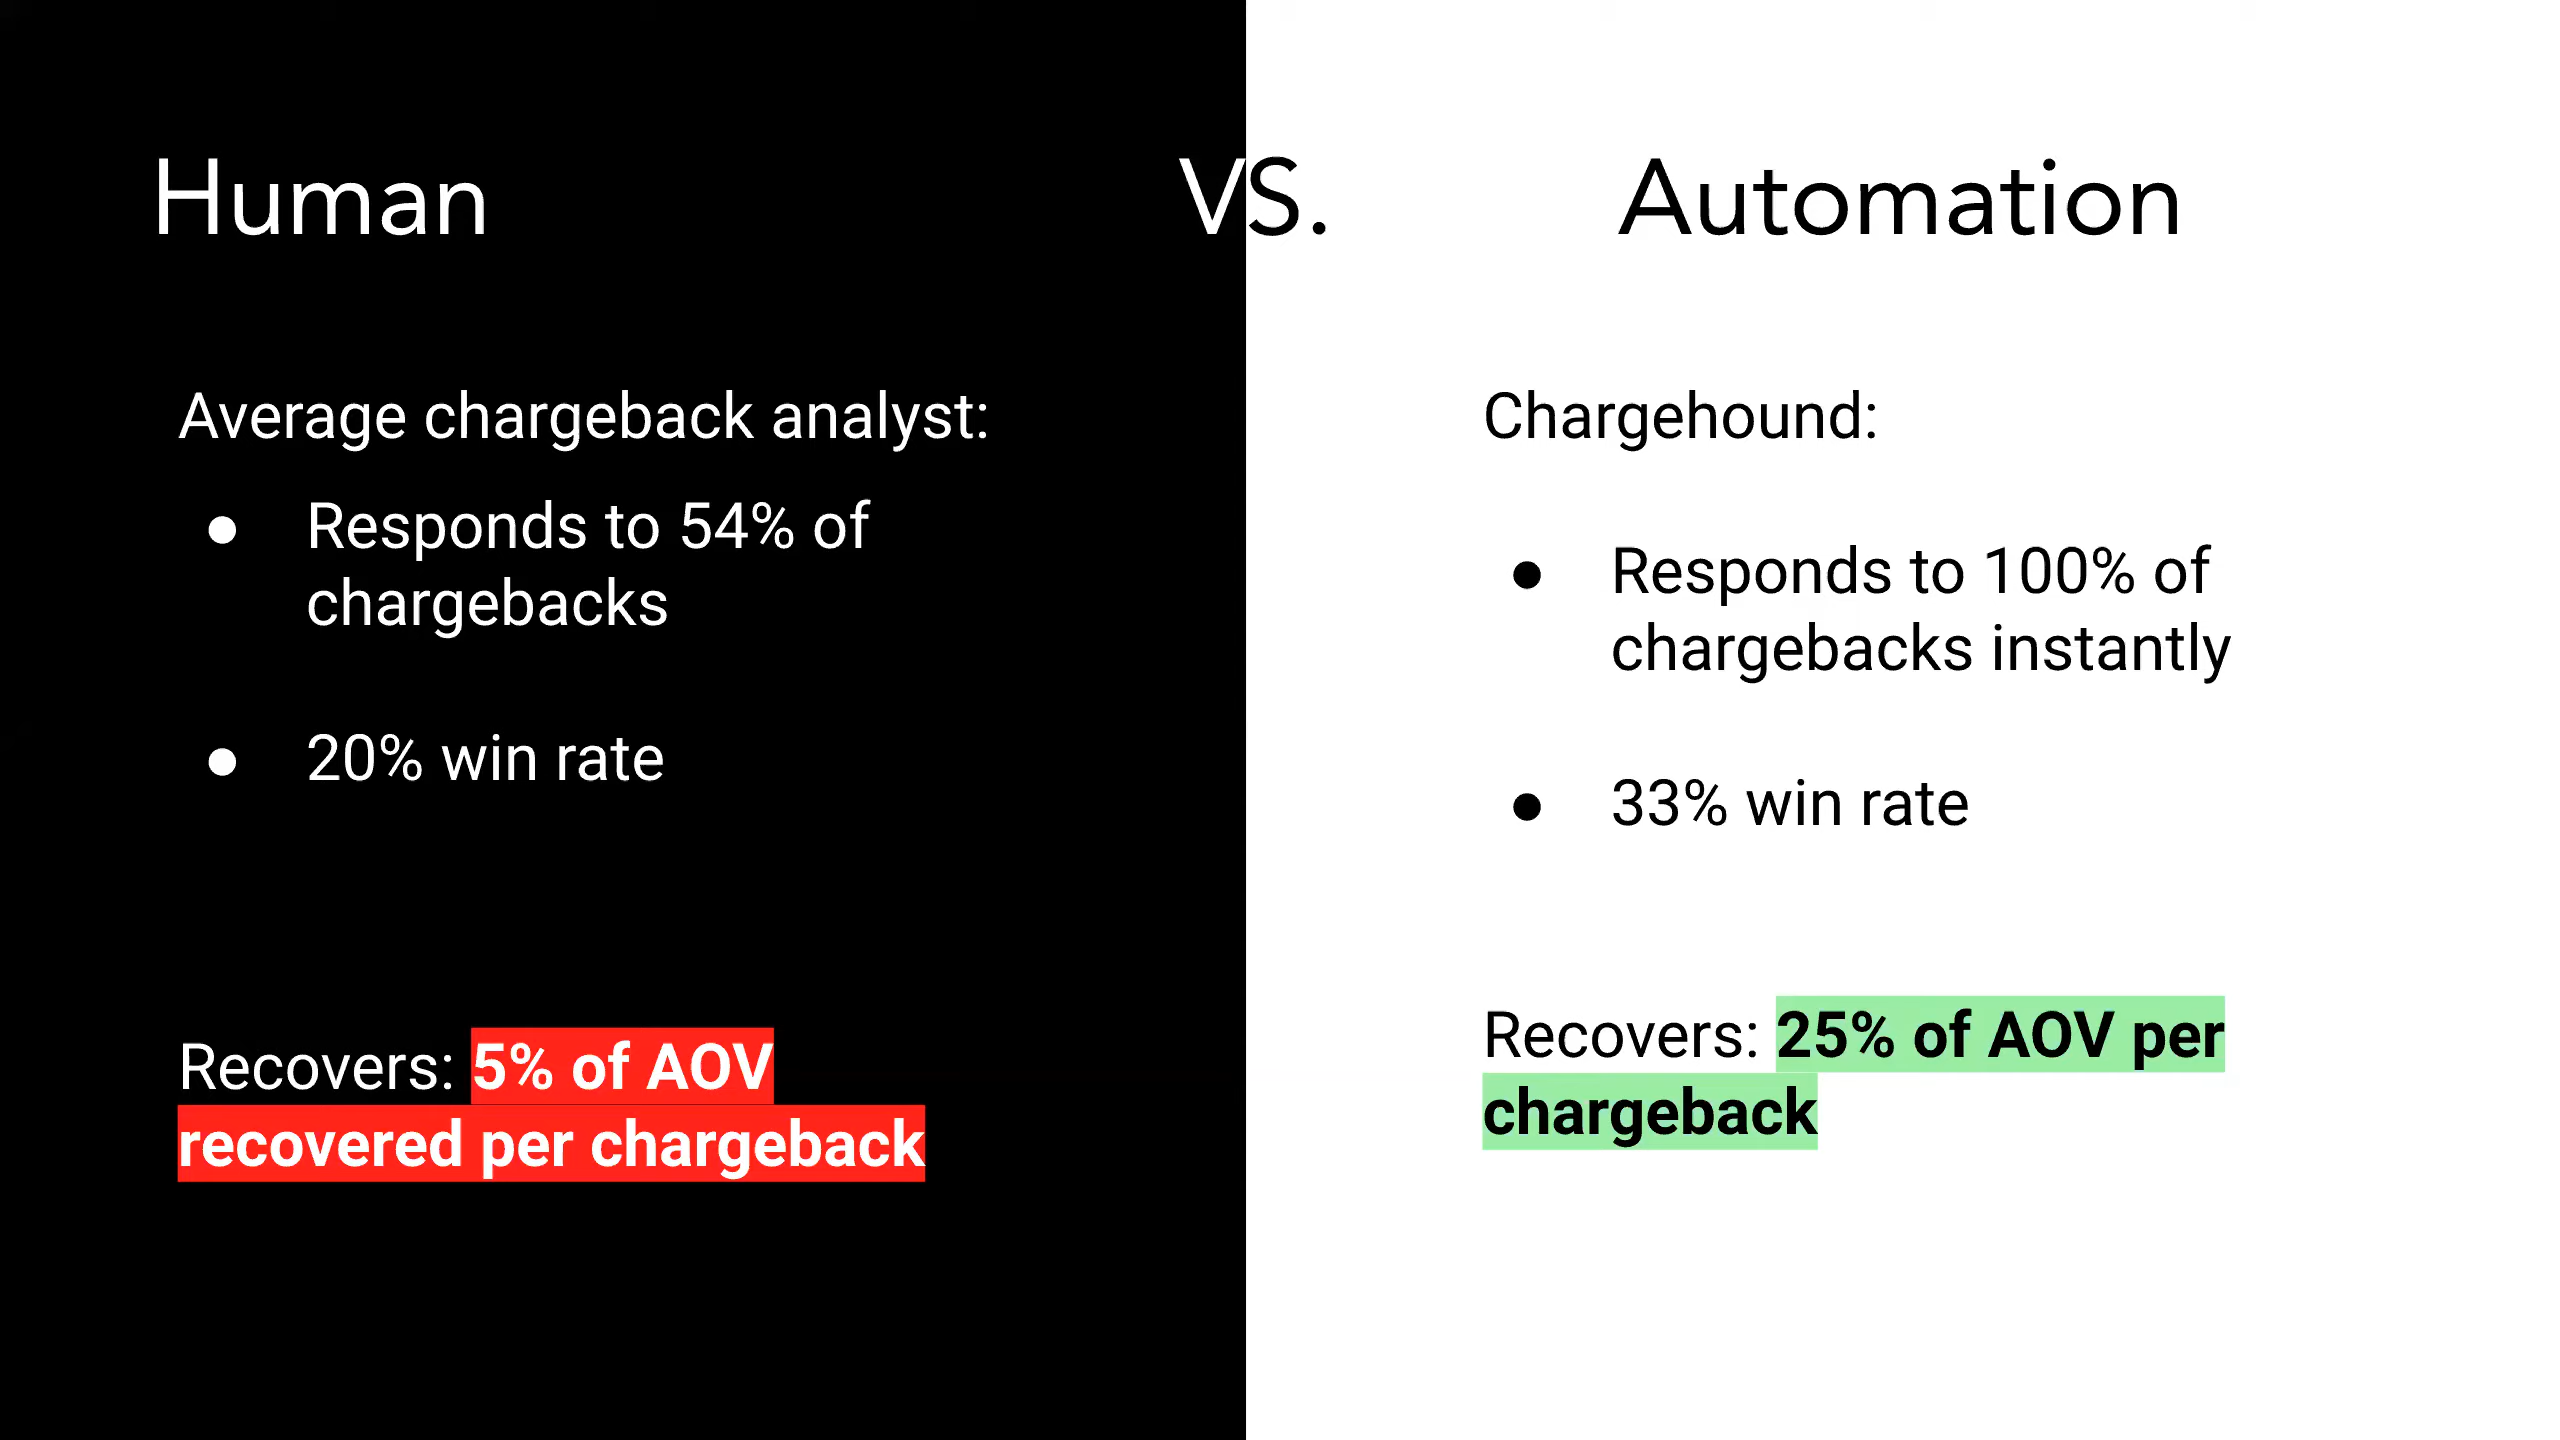 Human
VS.
Automation
Average chargeback analyst:
● Responds to 54% of
chargebacks
● 20% win rate
Recovers: 5% of AOV
recovered per chargeback
Chargehound:
● Responds to 100% of
chargebacks instantly
● 33% win rate
Recovers: 25% of AOV per
chargeback